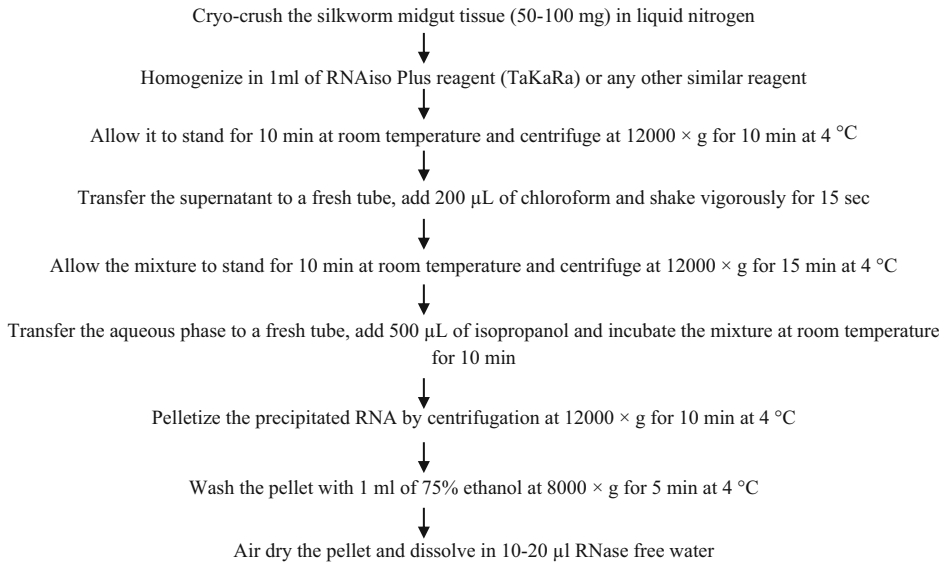 Cryo-crush the silkworm midgut tissue (50-100 mg) in liquid nitrogen
Homogenize in 1ml of RNAiso Plus reagent (TaKaRa) or any other similar reagent
Allow it to stand for 10 min at room temperature and centrifuge at 12000 × g for 10 min at 4 °C
Transfer the supernatant to a fresh tube, add 200 µL of chloroform and shake vigorously for 15 sec
Allow the mixture to stand for 10 min at room temperature and centrifuge at 12000 × g for 15 min at 4 °C
Transfer the aqueous phase to a fresh tube, add 500 µL of isopropanol and incubate the mixture at room temperature
for 10 min
Pelletize the precipitated RNA by centrifugation at 12000 × g for 10 min at 4 °C
Wash the pellet with 1 ml of 75% ethanol at 8000 × g for 5 min at 4 °C
Air dry the pellet and dissolve in 10-20 µl RNase free water